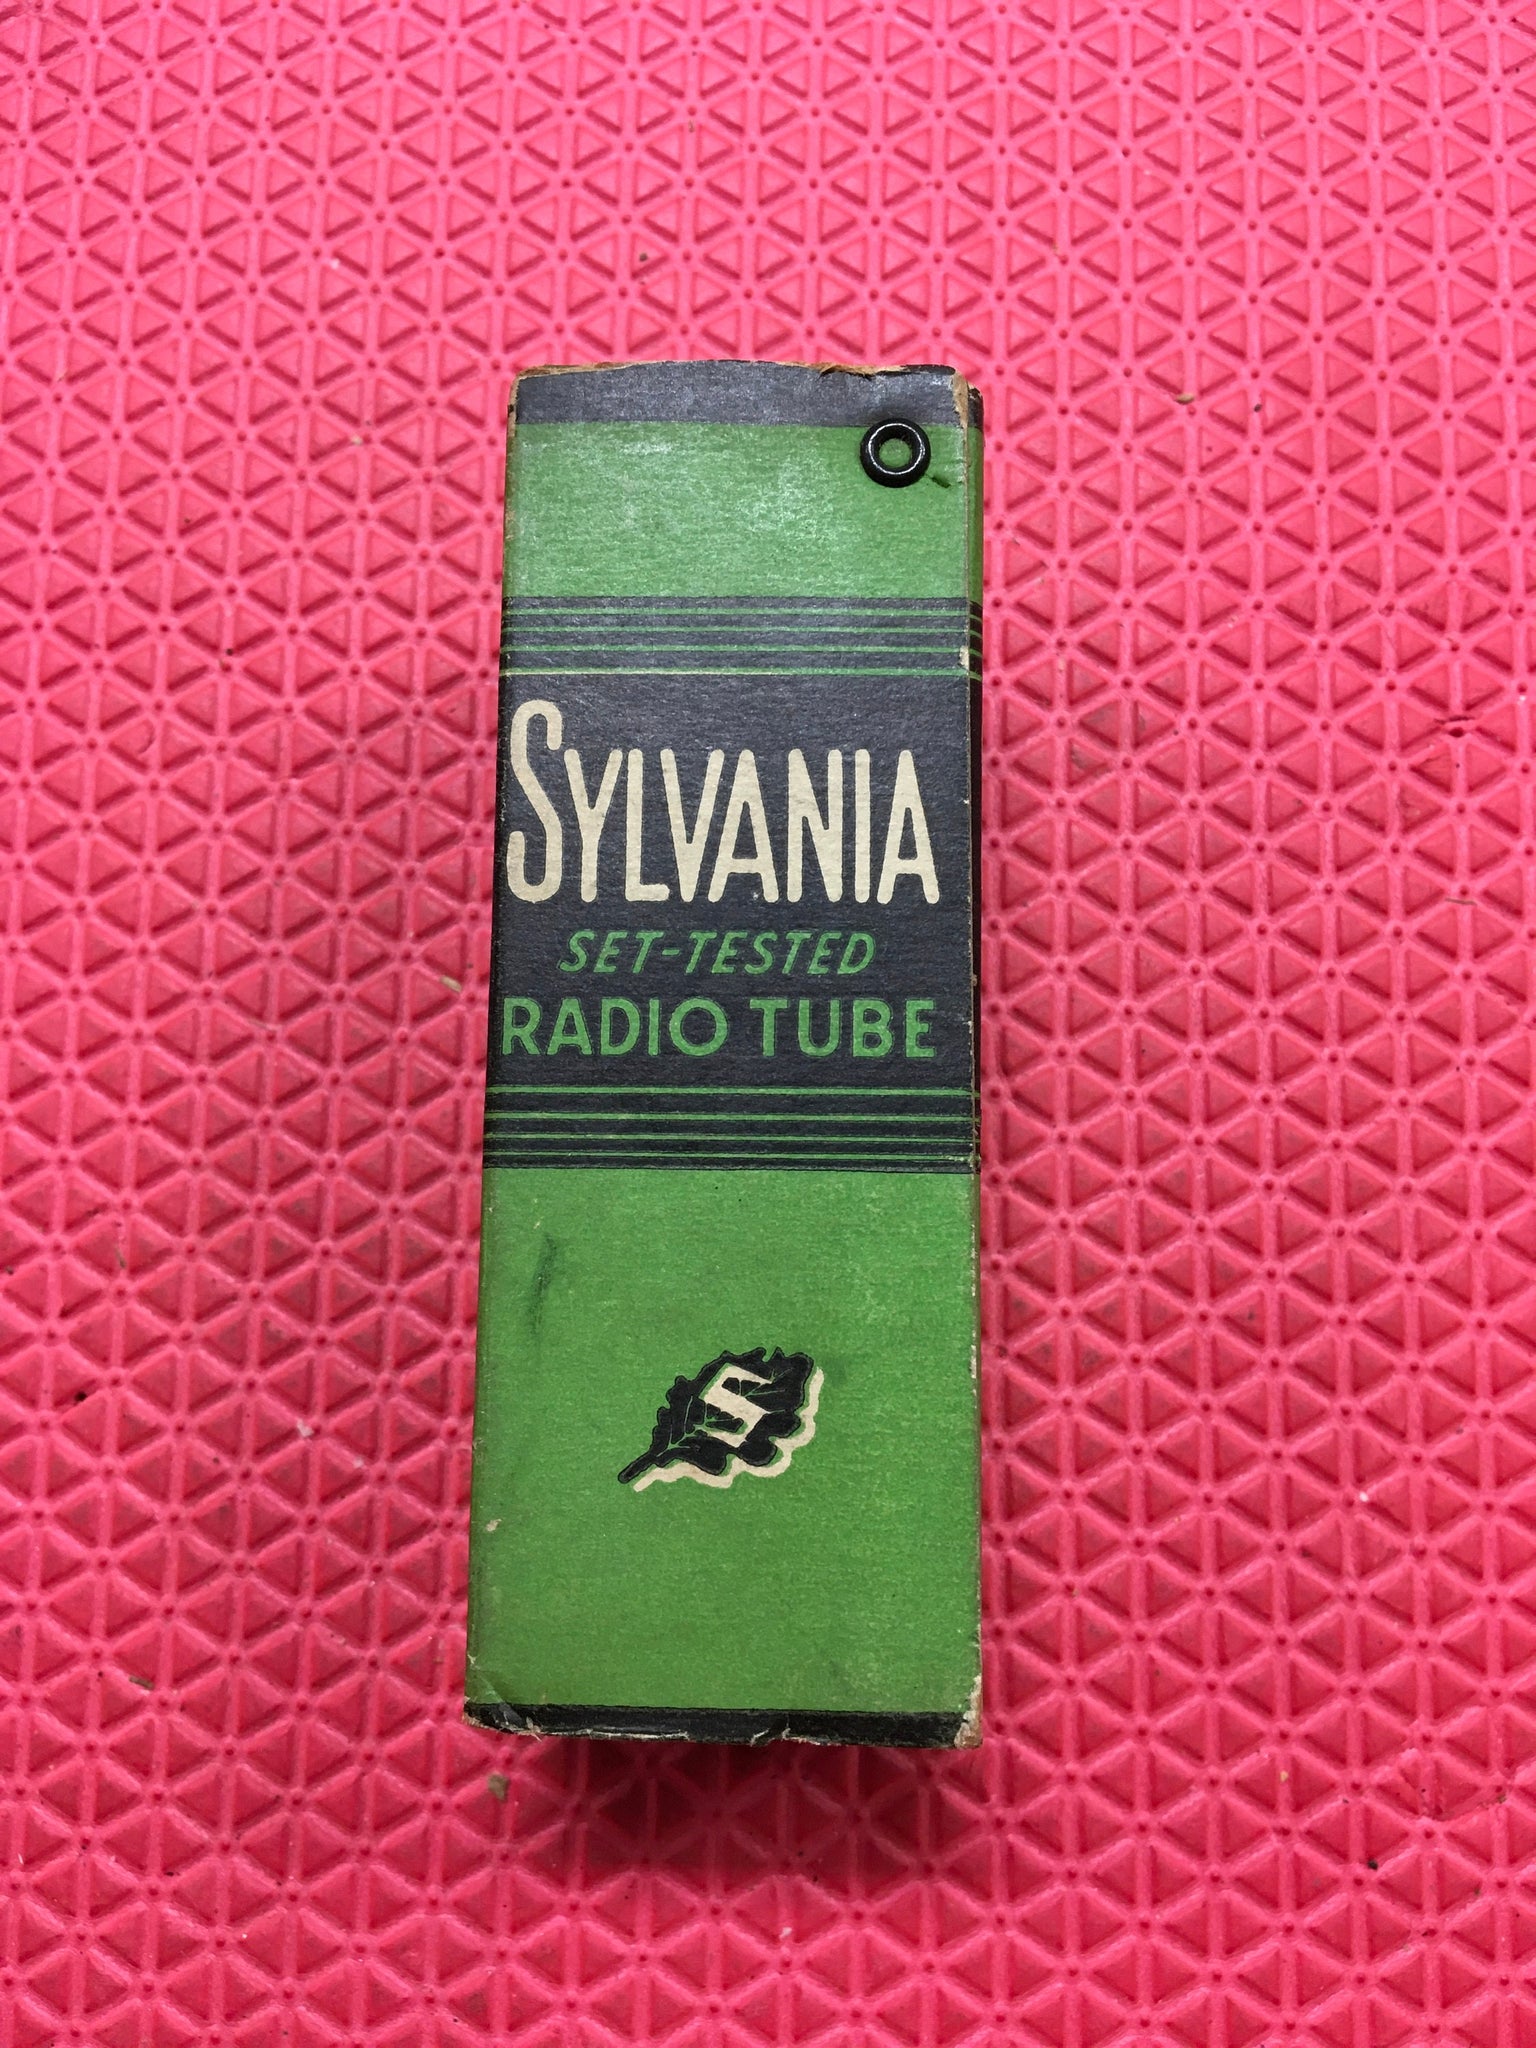 SYLVANIA
SET-TESTED
RADIO TUBE
S